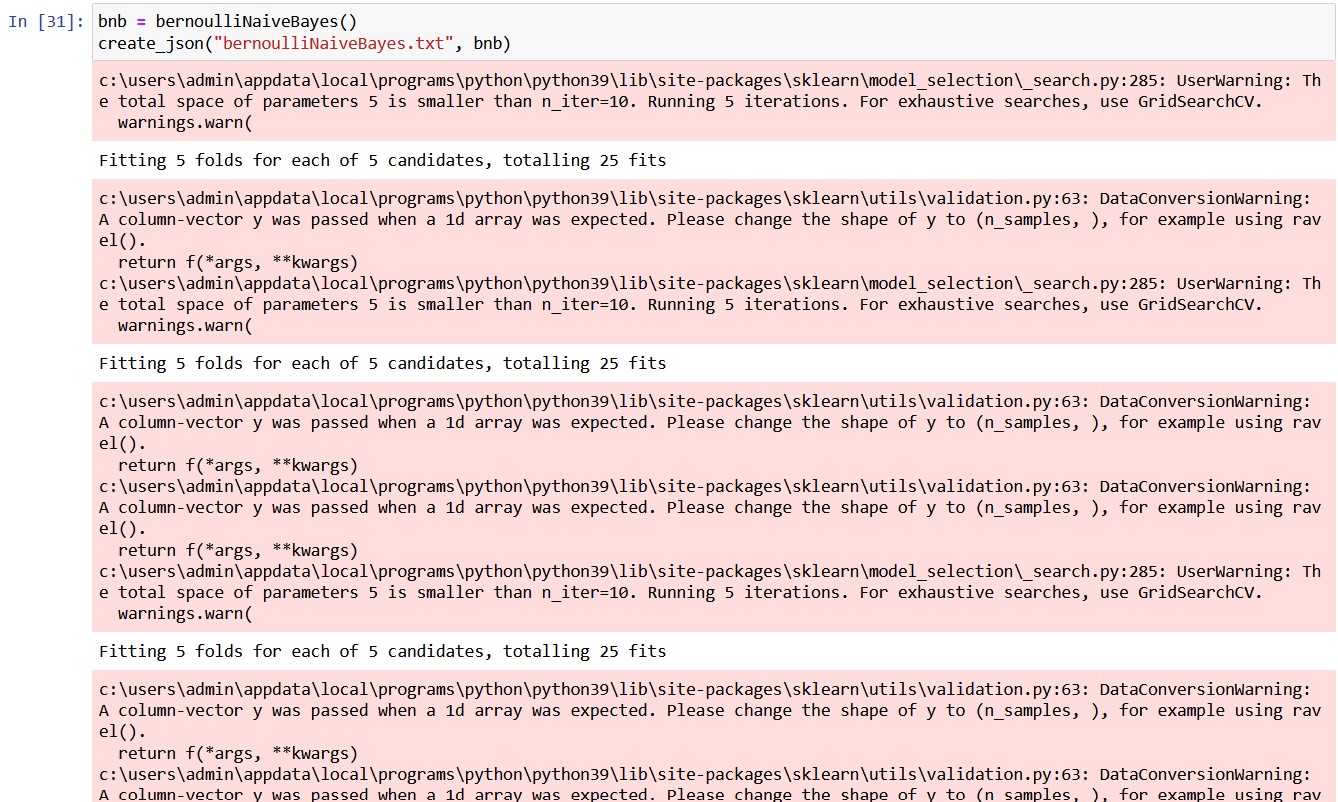 In [31]: bnb = bernoulliNaiveBayes()
create_json("bernoulliNaiveBayes.txt", bnb)
c:\users\admin\appdata\local\programs\python\python39\lib\site-packages\sklearn\model_selection\_search.py:285: UserWarning: Th
e total space of parameters 5 is smaller than n_iter=10. Running 5 iterations. For exhaustive searches, use GridSearchCV.
  warnings.warn(
Fitting 5 folds for each of 5 candidates, totalling 25 fits
c:\users\admin\appdata\local\programs\python\python39\lib\site-packages\sklearn\utils\validation.py:63: DataConversionWarning:
A column-vector y was passed when a 1d array was expected. Please change the shape of y to (n_samples, ), for example using rav
el().
  return f(*args, **kwargs)
c:\users\admin\appdata\local\programs\python\python39\lib\site-packages\sklearn\model_selection\_search.py:285: UserWarning: Th
e total space of parameters 5 is smaller than n_iter=10. Running 5 iterations. For exhaustive searches, use GridSearchCV.
  warnings.warn(
Fitting 5 folds for each of 5 candidates, totalling 25 fits
c:\users\admin\appdata\local\programs\python\python39\lib\site-packages\sklearn\utils\validation.py:63: DataConversionWarning:
A column-vector y was passed when a 1d array was expected. Please change the shape of y to (n_samples, ), for example using rav
el().
  return f(*args, **kwargs)
c:\users\admin\appdata\local\programs\python\python39\lib\site-packages\sklearn\utils\validation.py:63: DataConversionWarning:
A column-vector y was passed when a 1d array was expected. Please change the shape of y to (n_samples, ), for example using rav
el().
  return f(*args, **kwargs)
c:\users\admin\appdata\local\programs\python\python39\lib\site-packages\sklearn\model_selection\_search.py:285: UserWarning: Th
e total space of parameters 5 is smaller than n_iter=10. Running 5 iterations. For exhaustive searches, use GridSearchCV.
  warnings.warn(
Fitting 5 folds for each of 5 candidates, totalling 25 fits
c:\users\admin\appdata\local\programs\python\python39\lib\site-packages\sklearn\utils\validation.py:63: DataConversionWarning:
A column-vector y was passed when a 1d array was expected. Please change the shape of y to (n_samples, ), for example using rav
el().
  return f(*args, **kwargs)
c:\users\admin\appdata\local\programs\python\python39\lib\site-packages\sklearn\utils\validation.py:63: DataConversionWarning:
A column-vector y was passed when a 1d array was expected. Please change the shape of y to (n_samples, ), for example using rav